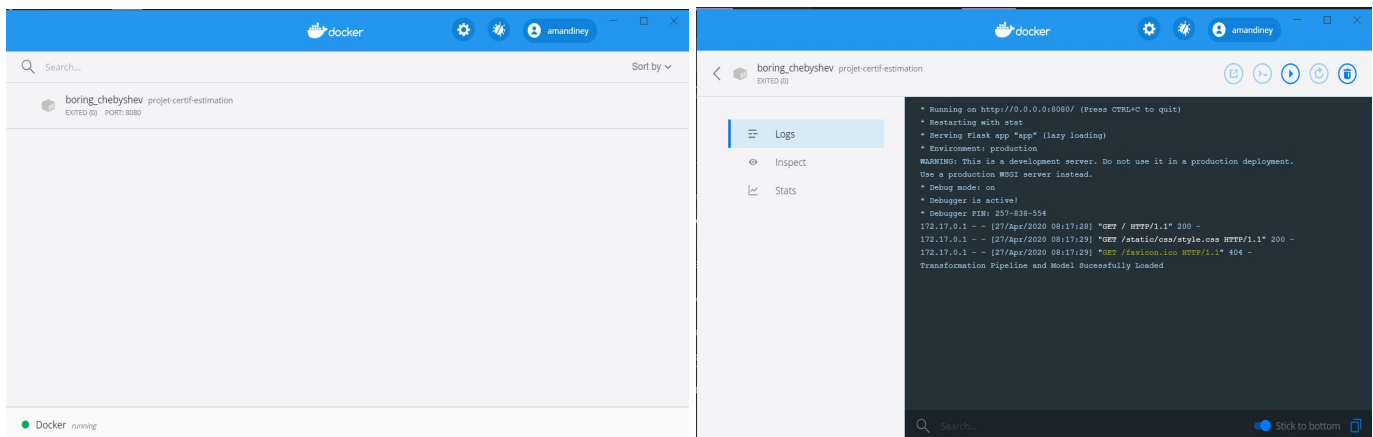 docker
amandiney
Search...
Sort by
boring_chebyshev projet-certif-estimation
EXITED (0) PORT: 8080
Docker running
docker
amandiney
boring_chebyshev projet-certif-estimation
EXITED (0)
Logs
Inspect
Stats
* Running on http://0.0.0.0:8080/ (Press CTRL+C to quit)
* Restarting with stat
* Serving Flask app "app" (lazy loading)
* Environment: production
WARNING: This is a development server. Do not use it in a production deployment.
Use a production WSGI server instead.
* Debug mode: on
* Debugger is active!
* Debugger PIN: 257-838-554
172.17.0.1 - - [27/Apr/2020 08:17:28] "GET / HTTP/1.1" 200 -
172.17.0.1 - - [27/Apr/2020 08:17:29] "GET /static/css/style.css HTTP/1.1" 200 -
172.17.0.1 - - [27/Apr/2020 08:17:29] "GET /favicon.ico HTTP/1.1" 404 -
Transformation Pipeline and Model Sucessfully Loaded
Search...
Stick to bottom